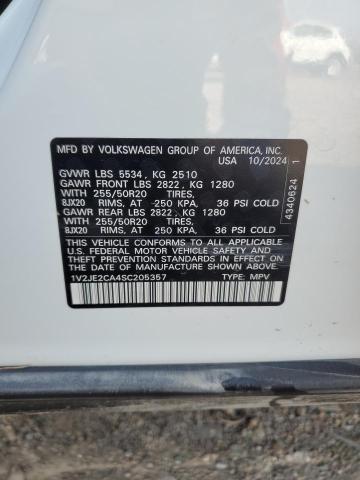 MFD BY VOLKSWAGEN GROUP OF AMERICA, INC.
USA 10/2024
GVWR LBS 5534, KG 2510
GAWR FRONT LBS 2822, KG 1280
WITH 255/50R20 TIRES,
8JX20 RIMS, AT 250 KPA, 36 PSI COLD
GAWR REAR LBS 2822, KG 1280
WITH 255/50R20 TIRES,
8JX20 RIMS, AT 250 KPA, 36 PSI COLD
THIS VEHICLE CONFORMS TO ALL APPLICABLE
U.S. FEDERAL MOTOR VEHICLE SAFETY
AND THEFT PREVENTION STANDARDS IN EFFECT
ON THE DATE OF MANUFACTURE SHOWN ABOVE.
1V2JE2CA4SC205357 TYPE: MPV
4340624 1